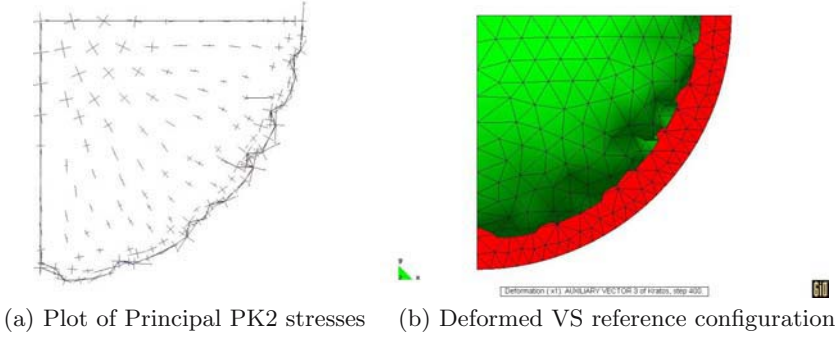 y
x
Deformation ( x1): AUXILIARY VECTOR 3 of Kratos, step 400.
GiD
(a) Plot of Principal PK2 stresses (b) Deformed VS reference configuration